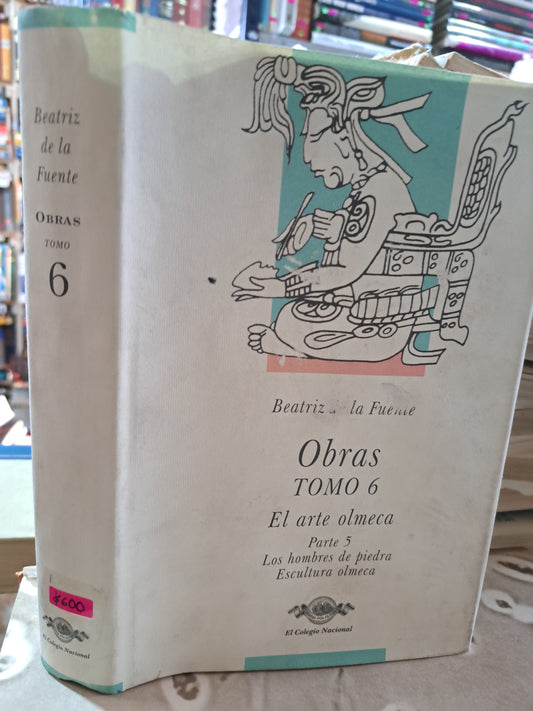 Beatriz
de la
Fuente
OBRAS
TOMO
6
$600
El Colegio Nacional
Beatriz de la Fuente
Obras
TOMO 6
El arte olmeca
Parte 5
Los hombres de piedra
Escultura olmeca
El Colegio Nacional